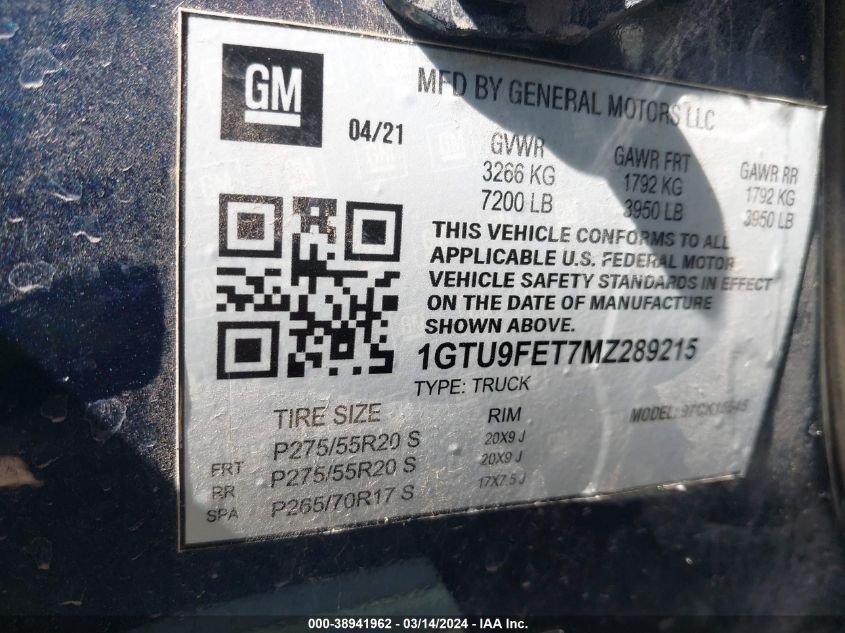 GM
MFD BY GENERAL MOTORS LLC
04/21
GVWR GAWR FRT GAWR RR
3266 KG 1792 KG 1792 KG
7200 LB 3950 LB 3950 LB
THIS VEHICLE CONFORMS TO ALL
APPLICABLE U.S. FEDERAL MOTOR
VEHICLE SAFETY STANDARDS IN EFFECT
ON THE DATE OF MANUFACTURE
SHOWN ABOVE.
1GTU9FET7MZ289215
TYPE: TRUCK
TIRE SIZE RIM MODEL:
FRT P275/55R20 S 20X9 J
RR P275/55R20 S 20X9 J
SPA P265/70R17 S 17X7.5 J
000-38941962 - 03/14/2024 - IAA Inc.